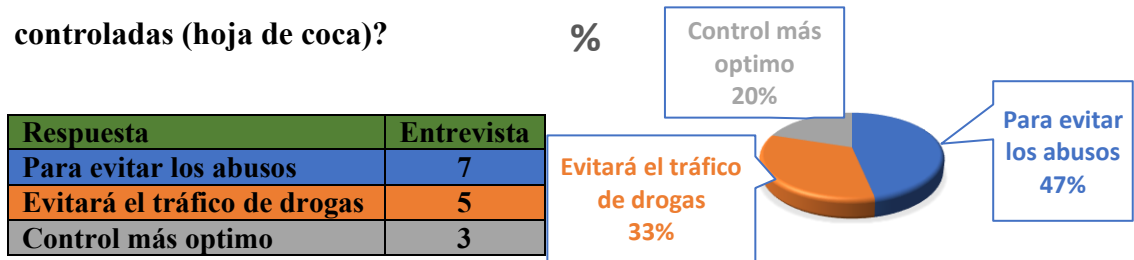 controladas (hoja de coca)?
Respuesta Entrevista
Para evitar los abusos 7
Evitará el tráfico de drogas 5
Control más optimo 3
%
Control más
optimo
20%
Para evitar
los abusos
47%
Evitará el tráfico
de drogas
33%